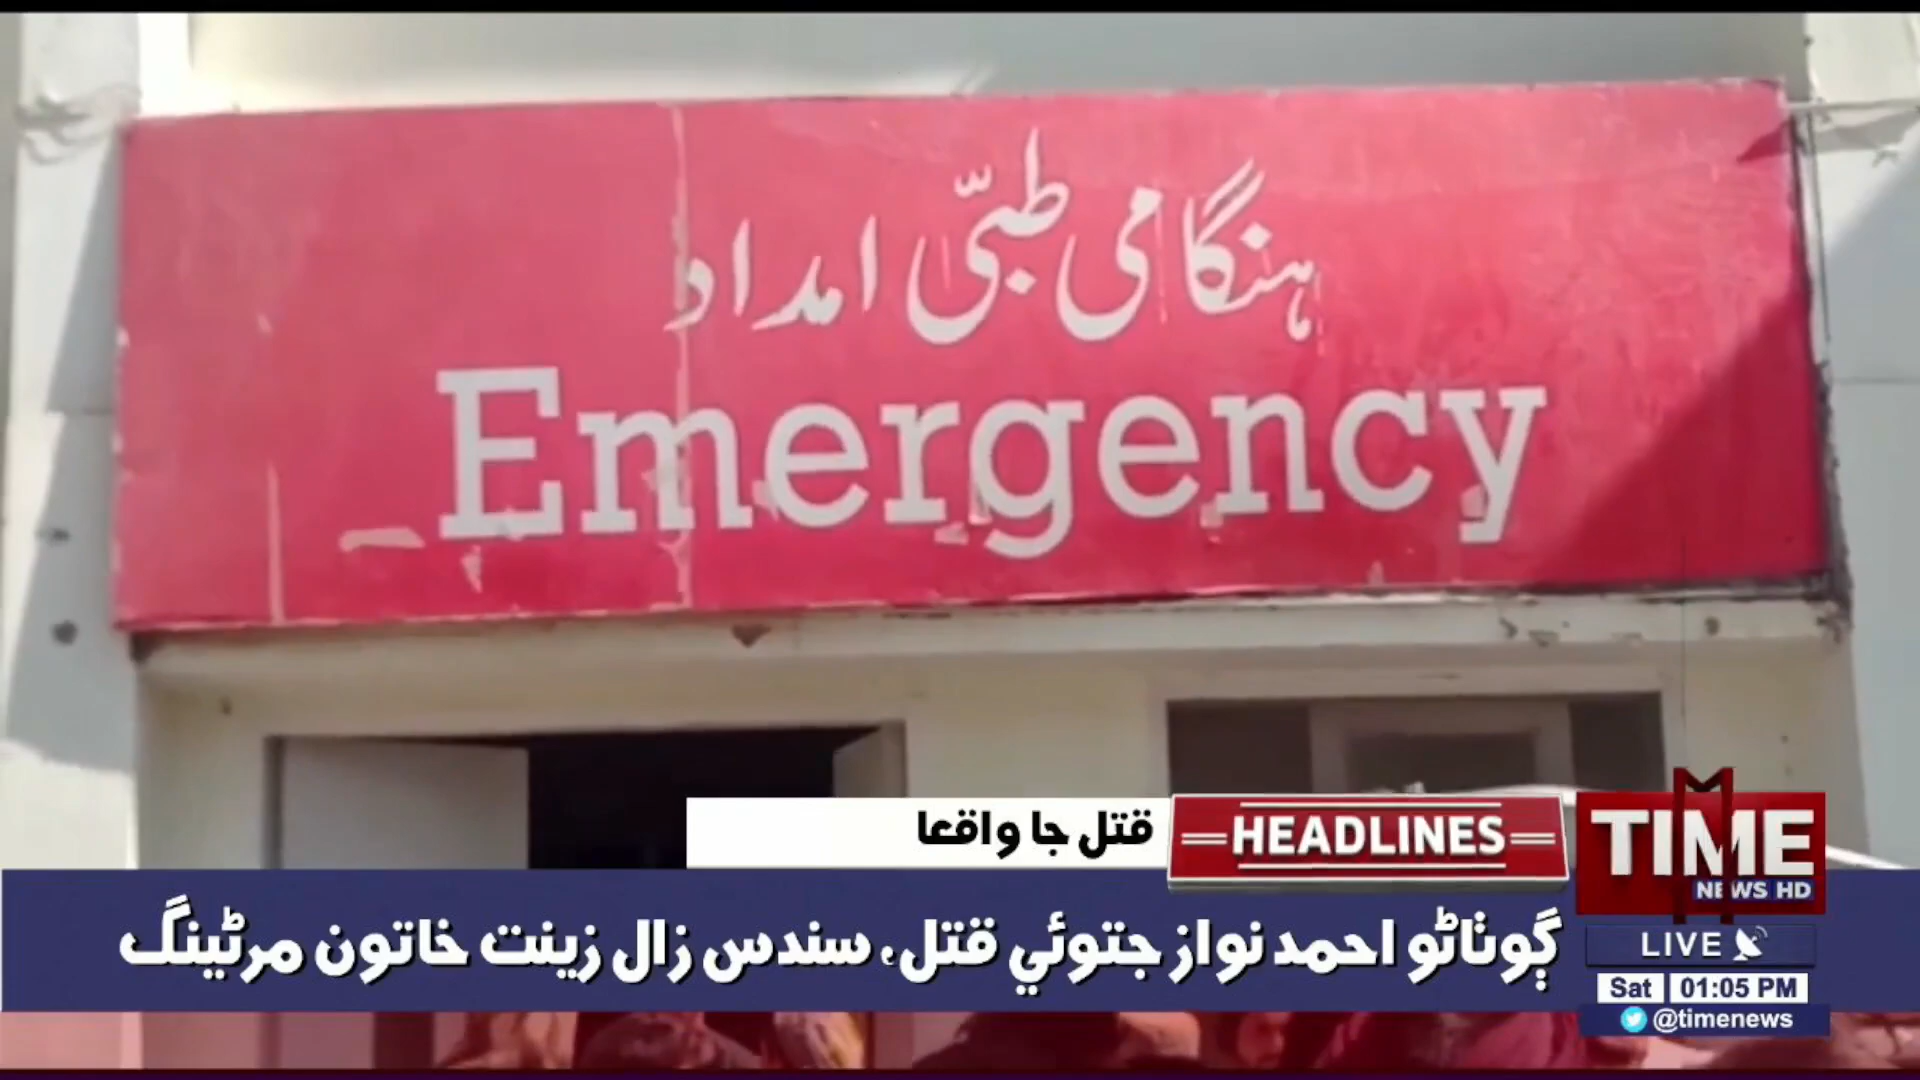 ہنگامی طبّی امداد
Emergency
قتل جا واقعا
HEADLINES
TIME
NEWS HD
ڳوٺاڻو احمد نواز جتوئي قتل، سندس زال زينت خاتون مرڻينگ
LIVE
Sat 01:05 PM
@timenews